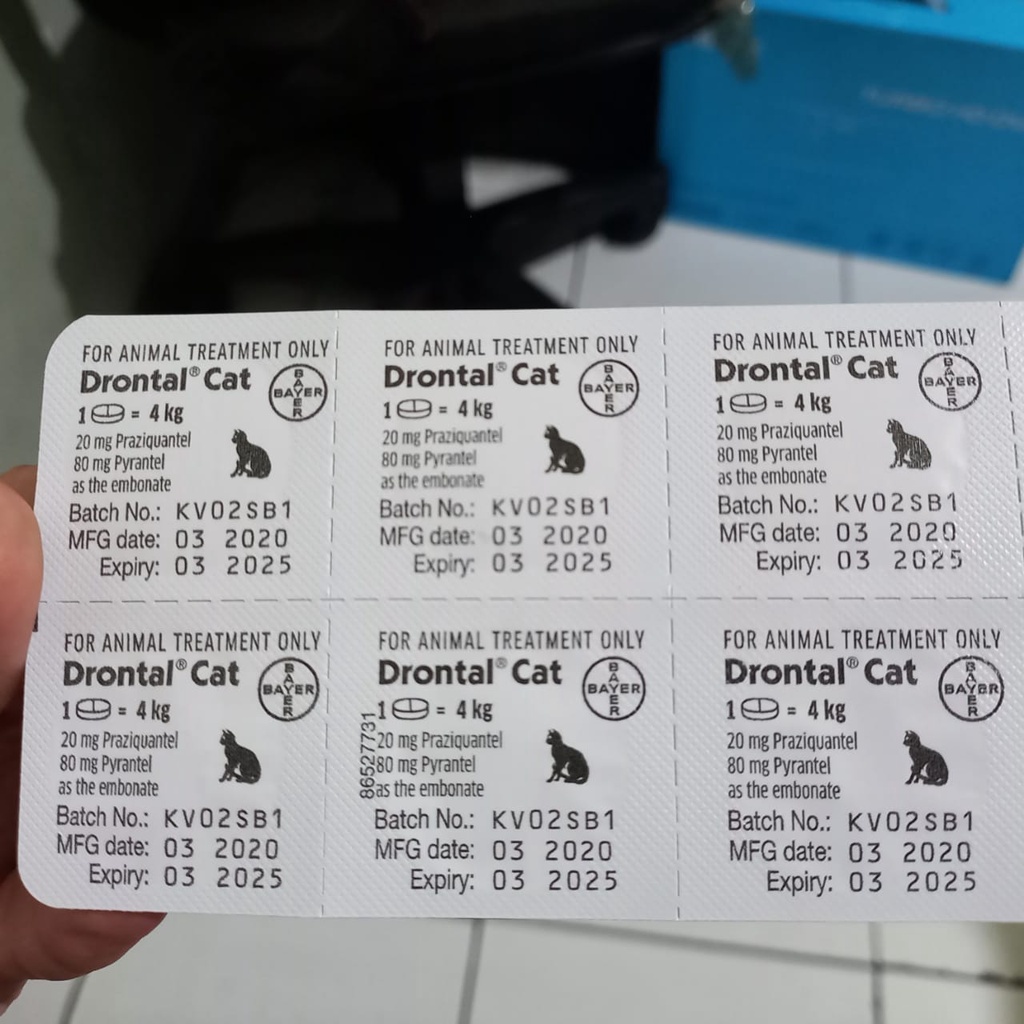 FOR ANIMAL TREATMENT ONLY
Drontal® Cat
BAYER
BAYER
1 = 4 kg
20 mg Praziquantel
80 mg Pyrantel
as the embonate
Batch No.: KV02SB1
MFG date: 03 2020
Expiry: 03 2025
FOR ANIMAL TREATMENT ONLY
Drontal® Cat
BAYER
BAYER
1 = 4 kg
20 mg Praziquantel
80 mg Pyrantel
as the embonate
Batch No.: KV02SB1
MFG date: 03 2020
Expiry: 03 2025
FOR ANIMAL TREATMENT ONLY
Drontal® Cat
BAYER
BAYER
1 = 4 kg
20 mg Praziquantel
80 mg Pyrantel
as the embonate
Batch No.: KV02SB1
MFG date: 03 2020
Expiry: 03 2025
FOR ANIMAL TREATMENT ONLY
Drontal® Cat
BAYER
BAYER
1 = 4 kg
20 mg Praziquantel
80 mg Pyrantel
as the embonate
Batch No.: KV02SB1
MFG date: 03 2020
Expiry: 03 2025
FOR ANIMAL TREATMENT ONLY
Drontal® Cat
BAYER
BAYER
1 = 4 kg
20 mg Praziquantel
80 mg Pyrantel
as the embonate
86527731
Batch No.: KV02SB1
MFG date: 03 2020
Expiry: 03 2025
FOR ANIMAL TREATMENT ONLY
Drontal® Cat
BAYER
BAYER
1 = 4 kg
20 mg Praziquantel
80 mg Pyrantel
as the embonate
Batch No.: KV02SB1
MFG date: 03 2020
Expiry: 03 2025